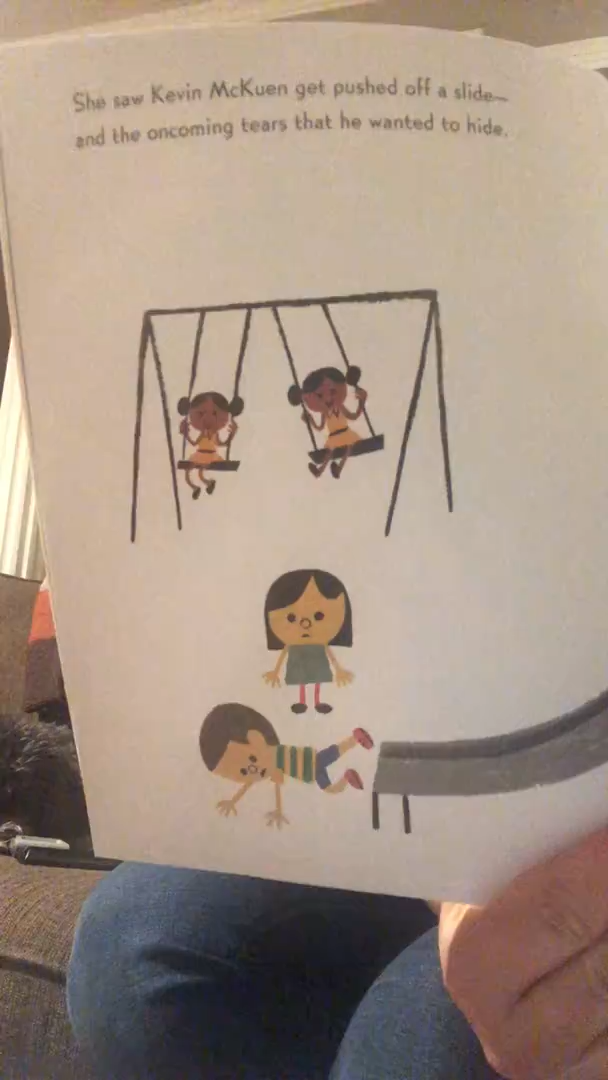 She saw Kevin McKuen get pushed off a slide—
and the oncoming tears that he wanted to hide.